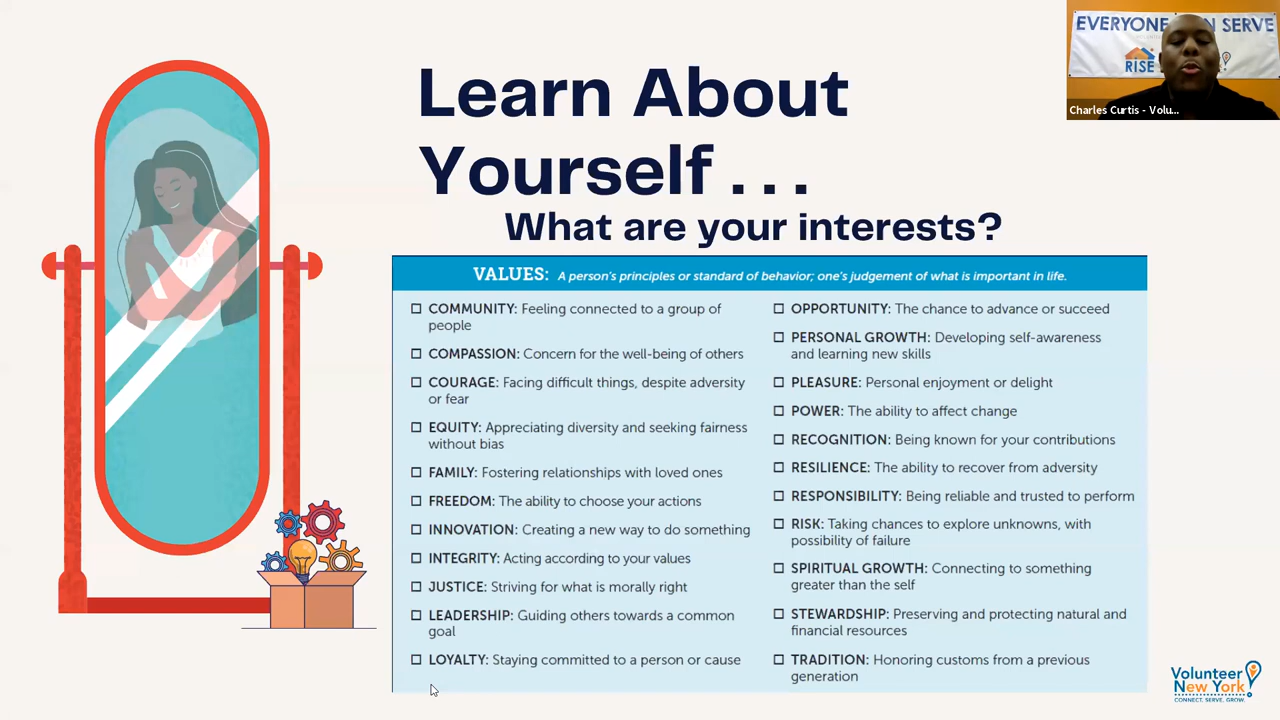 EVERYONE N SERVE
RISE
Charles Curtis - Volu...
Learn About
Yourself . . .
What are your interests?
VALUES: A person's principles or standard of behavior; one's judgement of what is important in life.
☐ COMMUNITY: Feeling connected to a group of
people
☐ COMPASSION: Concern for the well-being of others
☐ COURAGE: Facing difficult things, despite adversity
or fear
☐ EQUITY: Appreciating diversity and seeking fairness
without bias
☐ FAMILY: Fostering relationships with loved ones
☐ FREEDOM: The ability to choose your actions
☐ INNOVATION: Creating a new way to do something
☐ INTEGRITY: Acting according to your values
☐ JUSTICE: Striving for what is morally right
☐ LEADERSHIP: Guiding others towards a common
goal
☐ LOYALTY: Staying committed to a person or cause
☐ OPPORTUNITY: The chance to advance or succeed
☐ PERSONAL GROWTH: Developing self-awareness
and learning new skills
☐ PLEASURE: Personal enjoyment or delight
☐ POWER: The ability to affect change
☐ RECOGNITION: Being known for your contributions
☐ RESILIENCE: The ability to recover from adversity
☐ RESPONSIBILITY: Being reliable and trusted to perform
☐ RISK: Taking chances to explore unknowns, with
possibility of failure
☐ SPIRITUAL GROWTH: Connecting to something
greater than the self
☐ STEWARDSHIP: Preserving and protecting natural and
financial resources
☐ TRADITION: Honoring customs from a previous
generation
Volunteer
New York
CONNECT. SERVE. GROW.